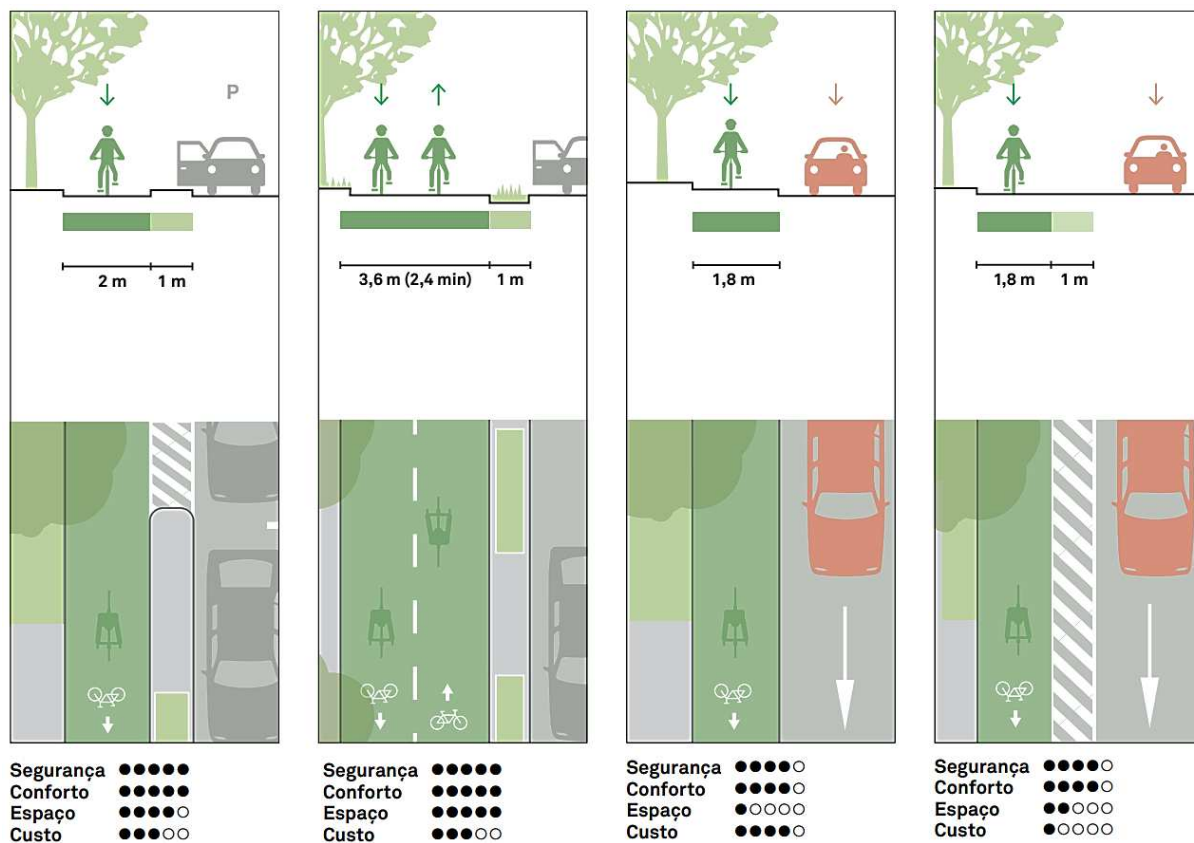 P
2 m
1 m
Segurança
Conforto
Espaço
Custo
3,6 m (2,4 min)
1 m
Segurança
Conforto
Espaço
Custo
1,8 m
Segurança
Conforto
Espaço
Custo
1,8 m
1 m
Segurança
Conforto
Espaço
Custo